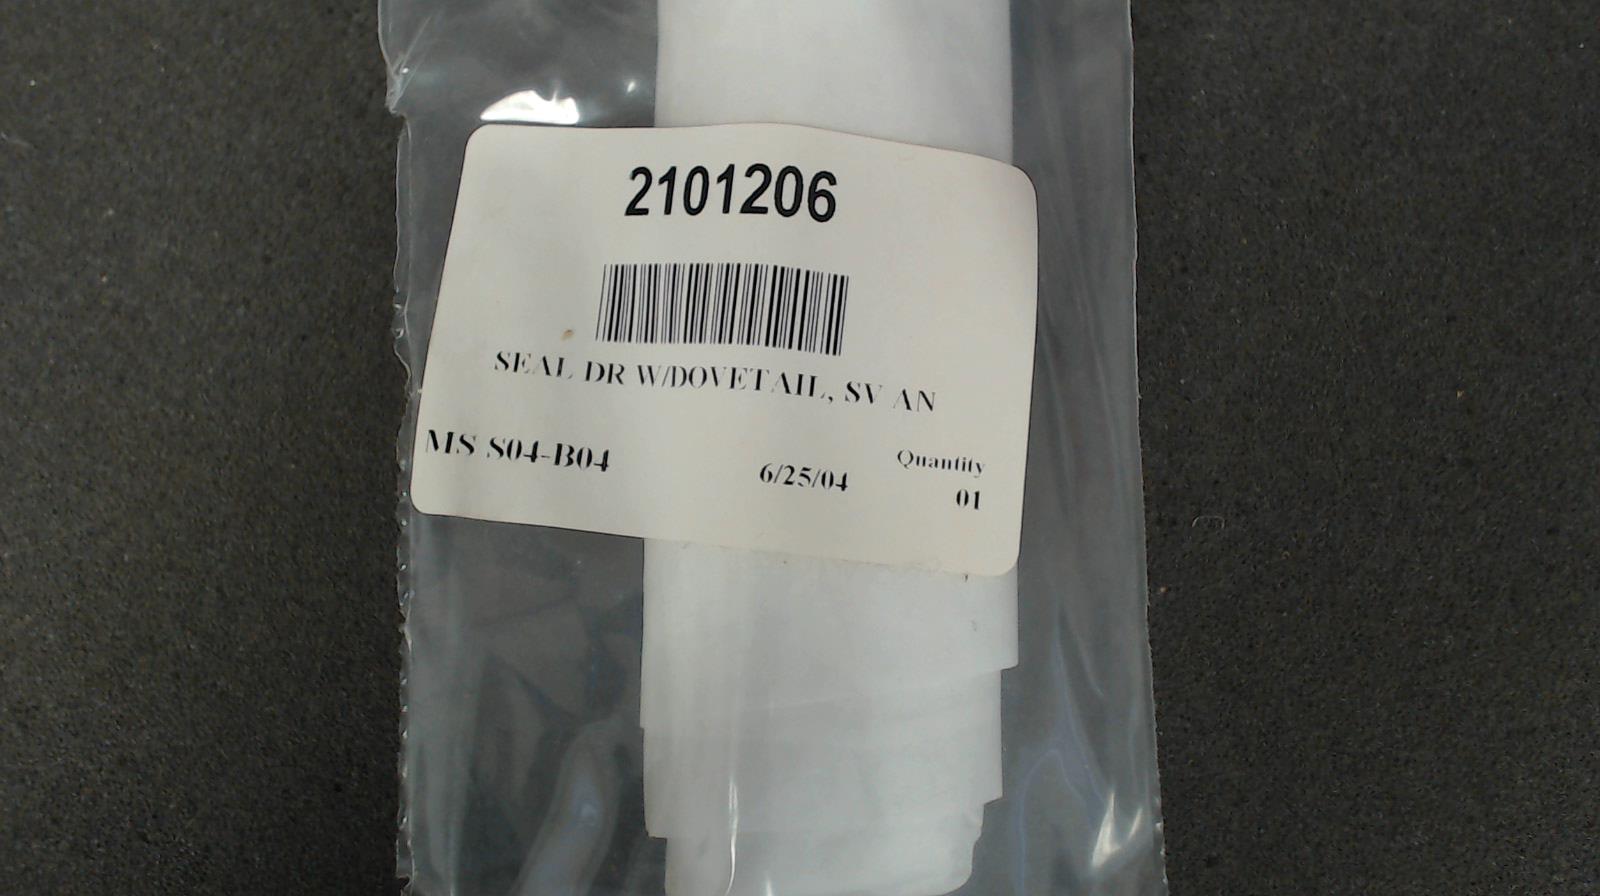 2101206
SEAL DR W/DOVETAIL, SV AN
MS S04-B04 6/25/04 Quantity
01